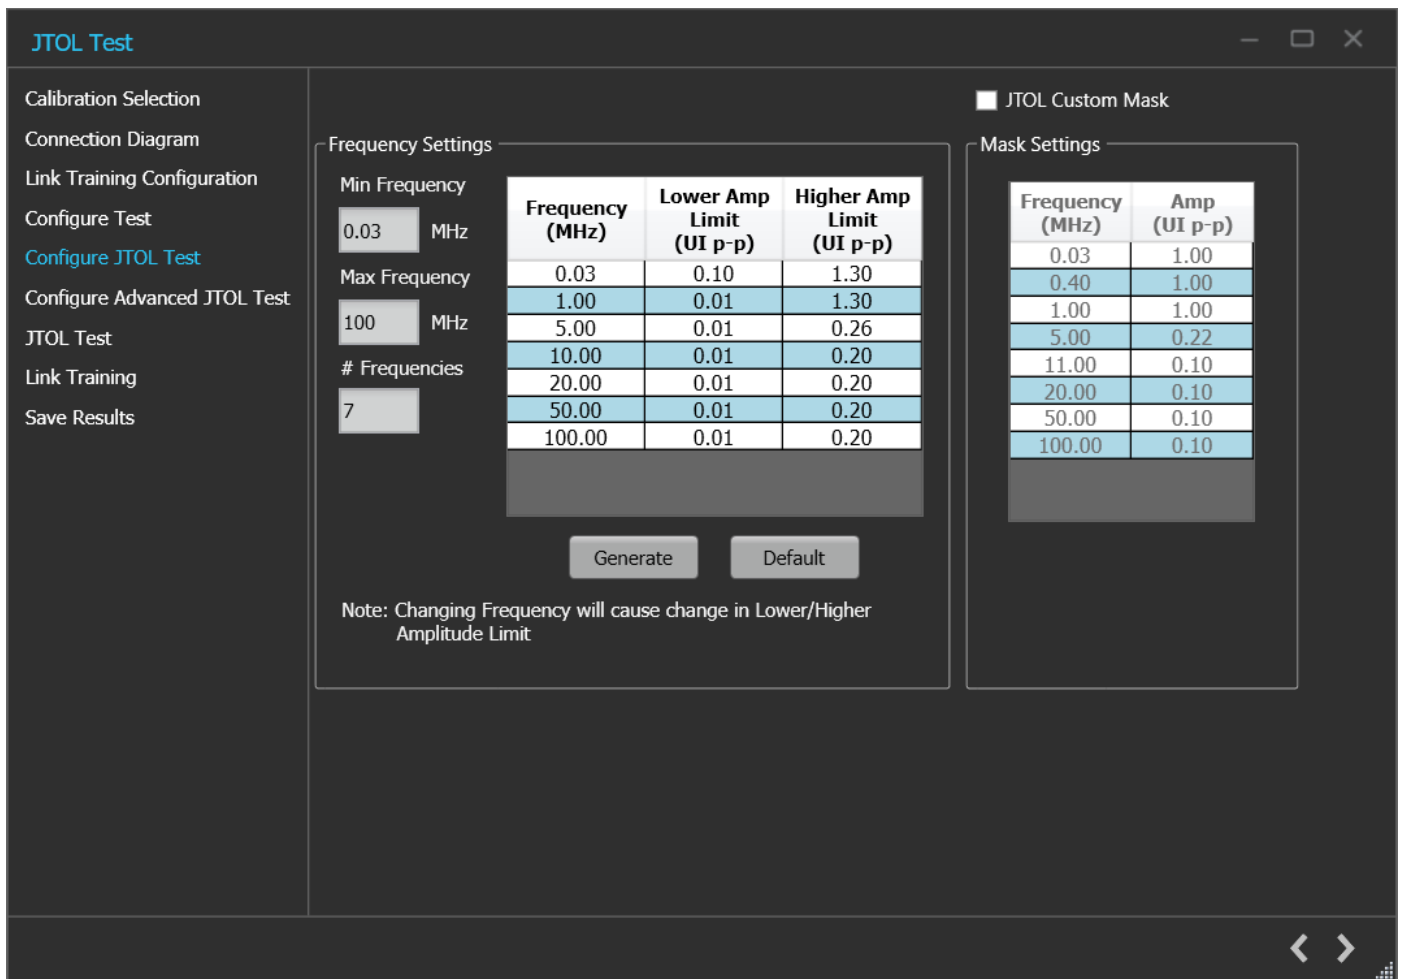 JTOL Test
Calibration Selection
Connection Diagram
Link Training Configuration
Configure Test
Configure JTOL Test
Configure Advanced JTOL Test
JTOL Test
Link Training
Save Results
JTOL Custom Mask
Frequency Settings
Min Frequency
0.03 MHz
Max Frequency
100 MHz
# Frequencies
7
Frequency (MHz) Lower Amp Limit (UI p-p) Higher Amp Limit (UI p-p)
0.03 0.10 1.30
1.00 0.01 1.30
5.00 0.01 0.26
10.00 0.01 0.20
20.00 0.01 0.20
50.00 0.01 0.20
100.00 0.01 0.20
Generate Default
Note: Changing Frequency will cause change in Lower/Higher
Amplitude Limit
Mask Settings
Frequency (MHz) Amp (UI p-p)
0.03 1.00
0.40 1.00
1.00 1.00
5.00 0.22
11.00 0.10
20.00 0.10
50.00 0.10
100.00 0.10